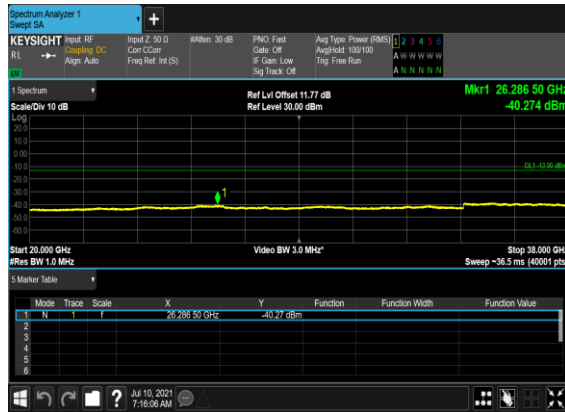 Spectrum Analyzer 1
Swept SA
+
KEYSIGHT Input: RF Input Z: 50 Ω #Atten: 30 dB PNO: Fast Avg Type: Power (RMS) 1 2 3 4 5 6
RL Coupling: DC Corr CCorr Gate: Off Avg|Hold: 100/100 A W W W W W
Align: Auto Freq Ref: Int (S) IF Gain: Low Trig: Free Run
Sig Track: Off A N N N N N
LXI
1 Spectrum Ref Lvl Offset 11.77 dB Mkr1 26.286 50 GHz
Scale/Div 10 dB Ref Level 30.00 dBm -40.274 dBm
Log
20.0
10.0
0.00
-10.0 DL1 -13.00 dBm
-20.0
-30.0
-40.0 1
-50.0
-60.0
Start 20.000 GHz Video BW 3.0 MHz* Stop 38.000 GHz
#Res BW 1.0 MHz Sweep ~36.5 ms (40001 pts)
5 Marker Table
Mode Trace Scale X Y Function Function Width Function Value
1 N 1 f 26.286 50 GHz -40.27 dBm
2
3
4
5
6
? Jul 10, 2021
7:16:06 AM